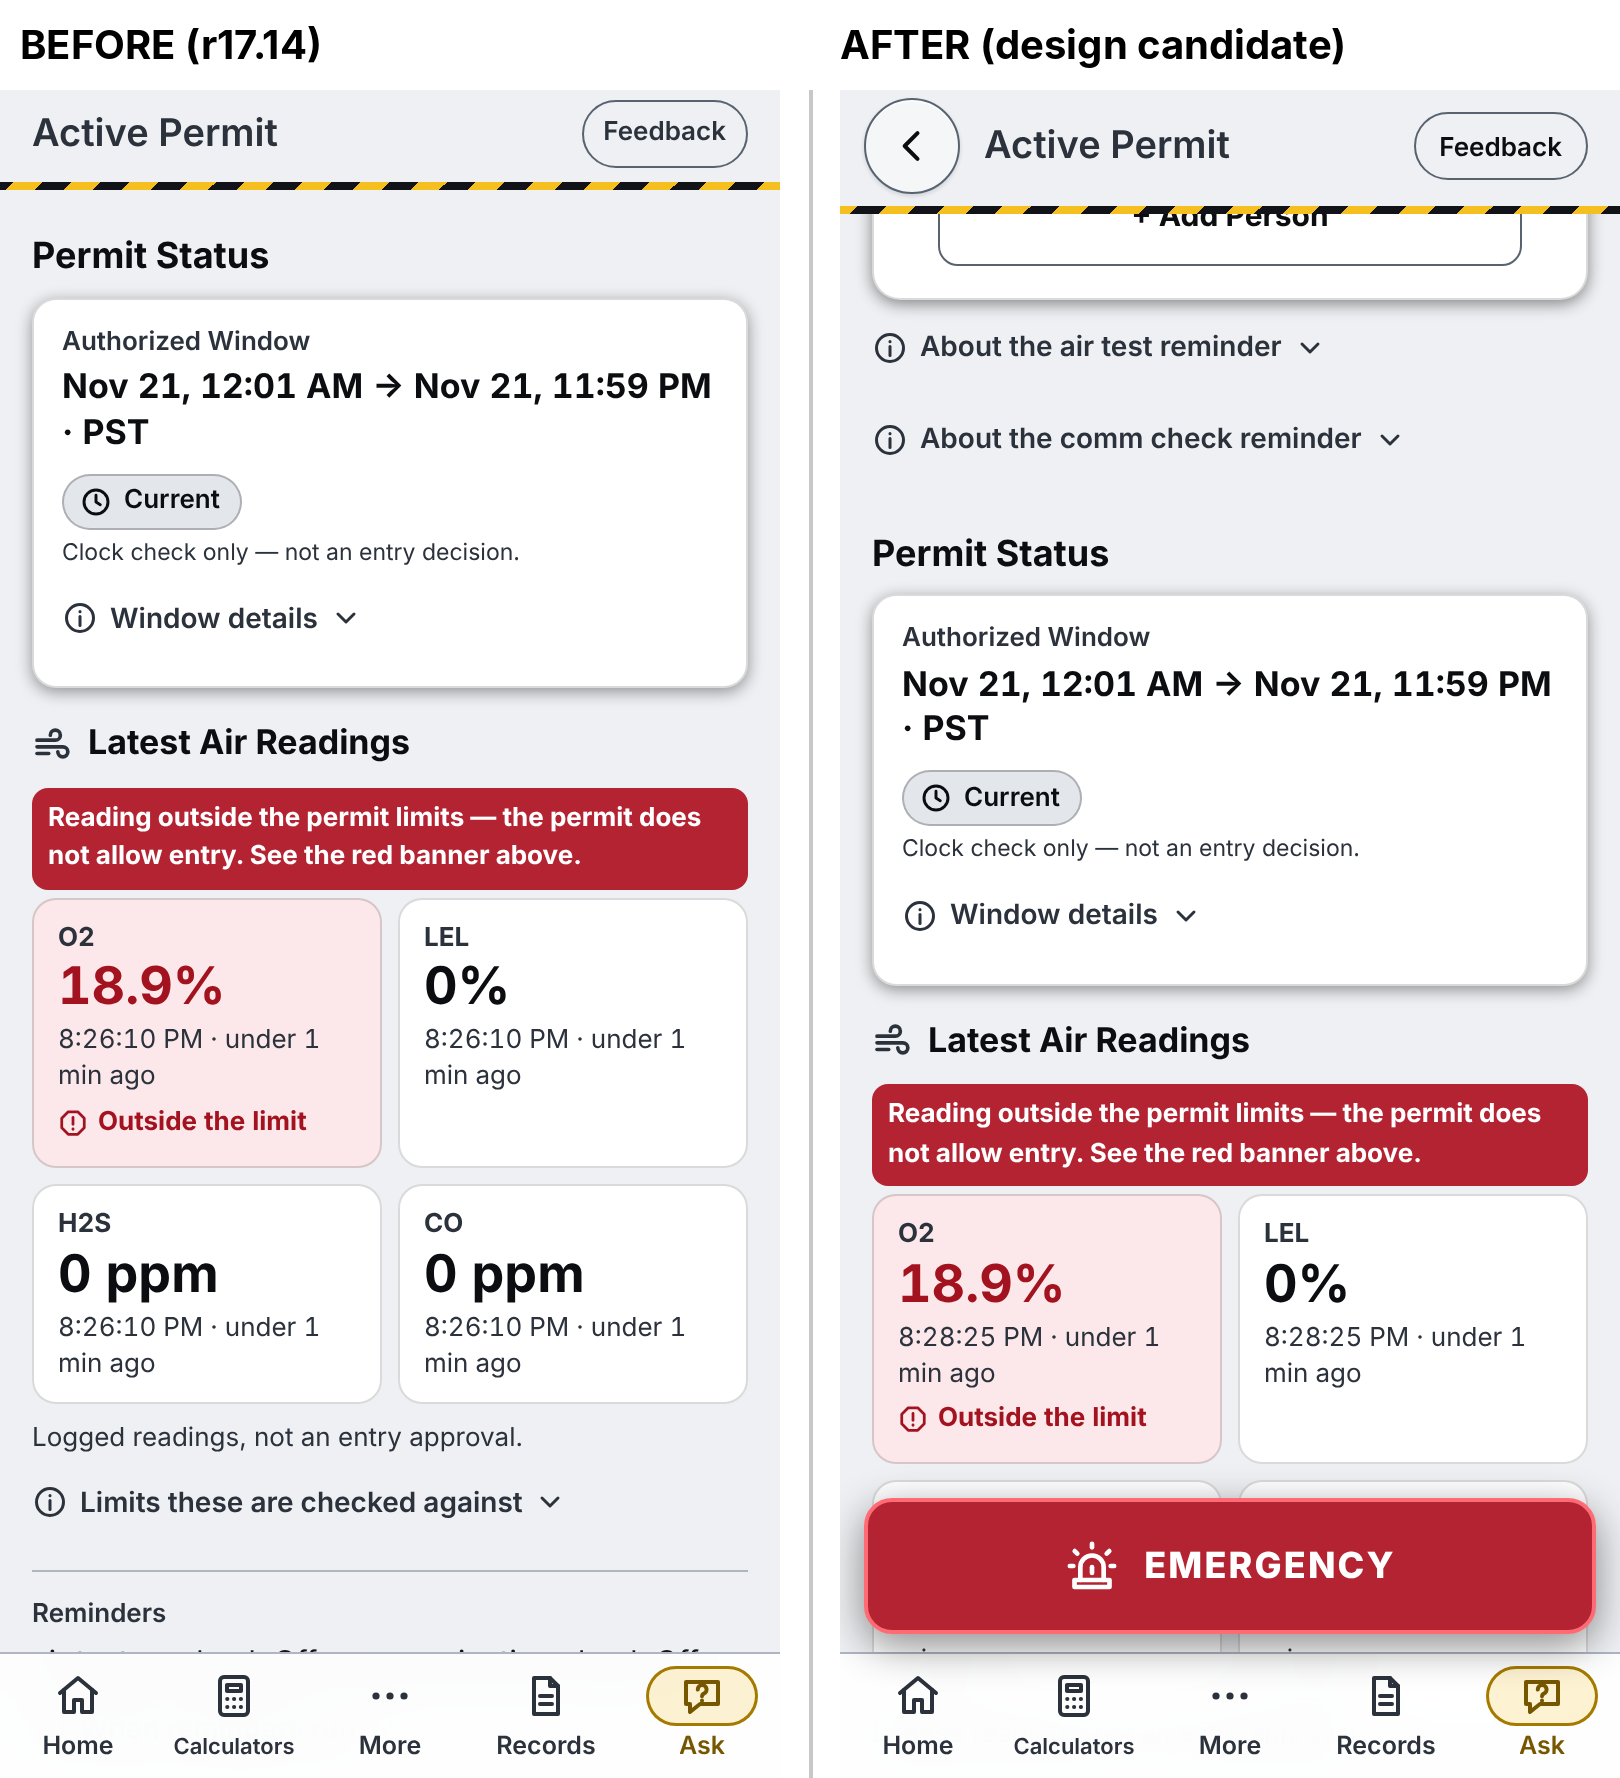 BEFORE (r17.14)
Active Permit
Feedback
Permit Status
Authorized Window
Nov 21, 12:01 AM → Nov 21, 11:59 PM
· PST
Current
Clock check only — not an entry decision.
Window details
Latest Air Readings
Reading outside the permit limits — the permit does
not allow entry. See the red banner above.
O2
18.9%
8:26:10 PM · under 1
min ago
Outside the limit
LEL
0%
8:26:10 PM · under 1
min ago
H2S
0 ppm
8:26:10 PM · under 1
min ago
CO
0 ppm
8:26:10 PM · under 1
min ago
Logged readings, not an entry approval.
Limits these are checked against
Reminders
Home
Calculators
More
Records
Ask
AFTER (design candidate)
Active Permit
Feedback
+ Add Person
About the air test reminder
About the comm check reminder
Permit Status
Authorized Window
Nov 21, 12:01 AM → Nov 21, 11:59 PM
· PST
Current
Clock check only — not an entry decision.
Window details
Latest Air Readings
Reading outside the permit limits — the permit does
not allow entry. See the red banner above.
O2
18.9%
8:28:25 PM · under 1
min ago
Outside the limit
LEL
0%
8:28:25 PM · under 1
min ago
EMERGENCY
Home
Calculators
More
Records
Ask